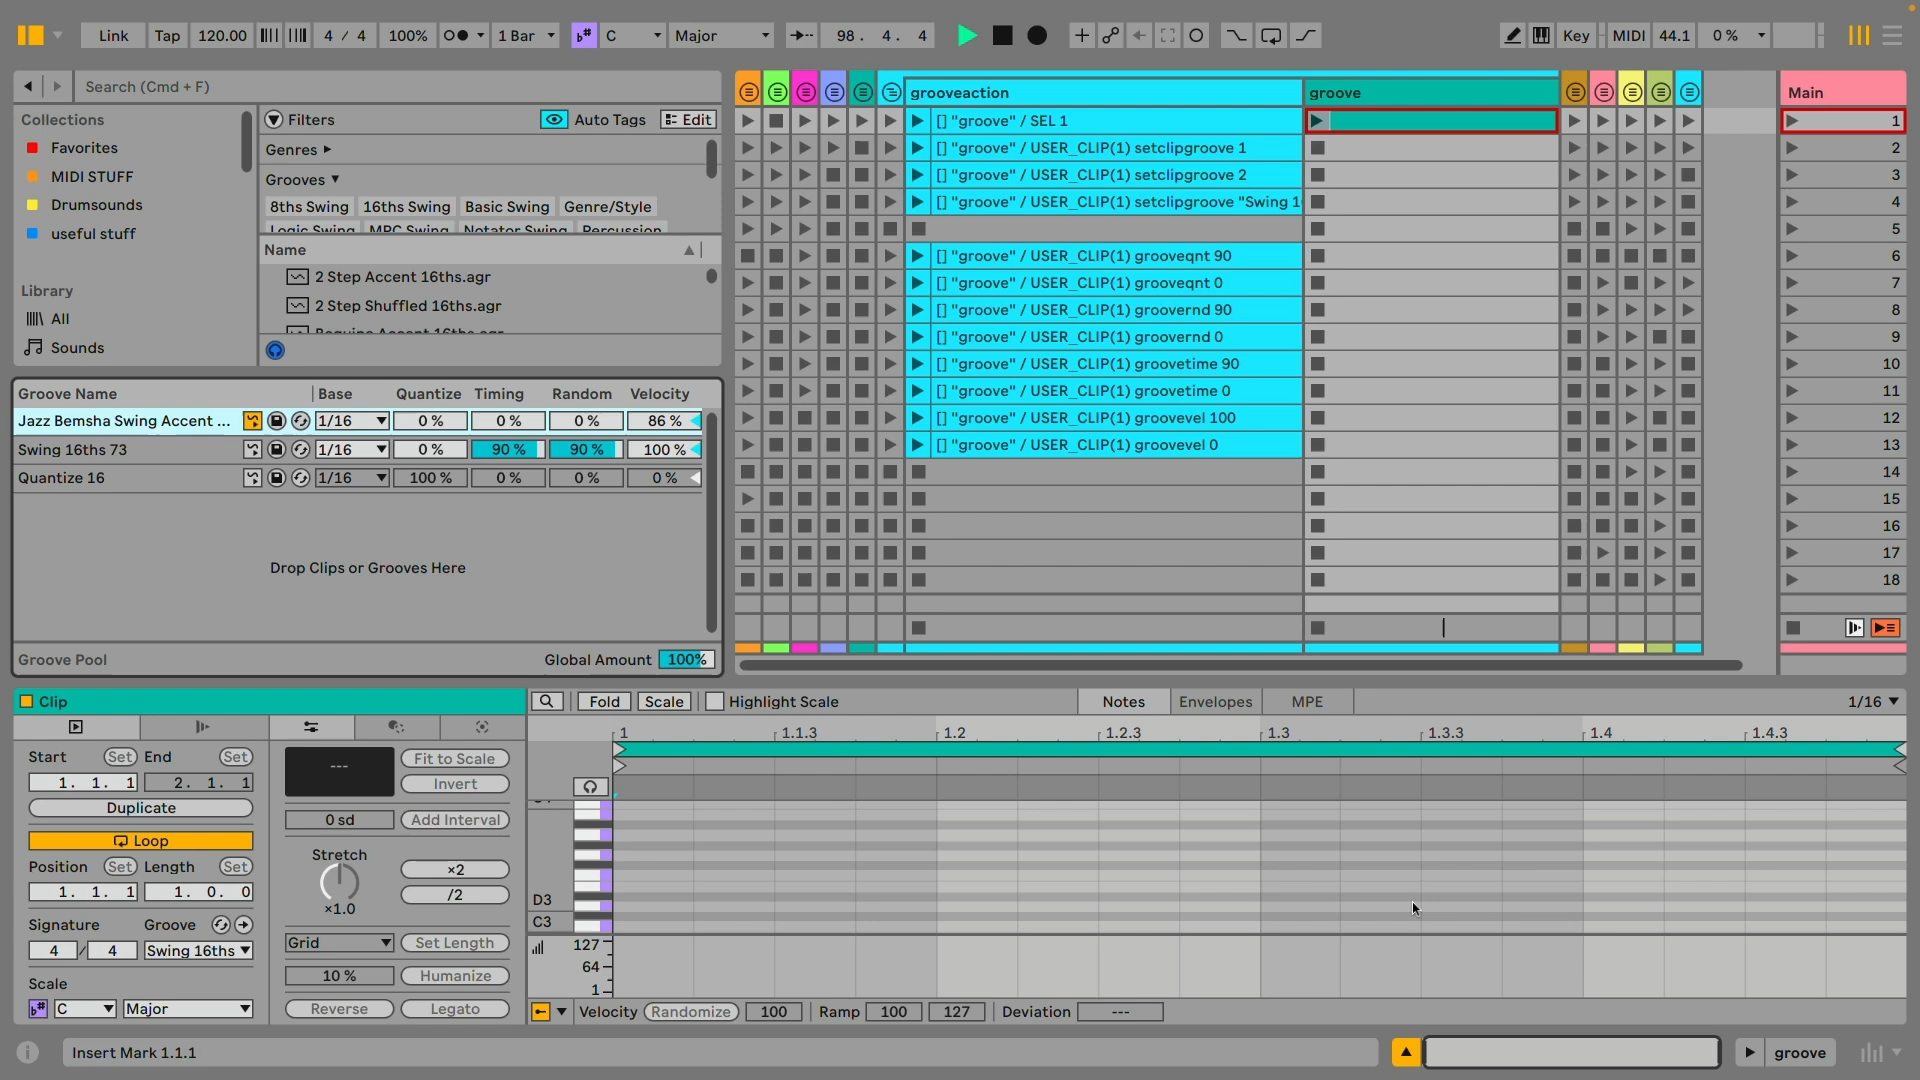 Link Tap 120.00 4 / 4 100% 1 Bar C Major 98. 4. 4 Key MIDI 44.1 0 %
Search (Cmd + F)
Collections
Favorites
MIDI STUFF
Drumsounds
useful stuff
Library
All
Sounds
Filters Auto Tags Edit
Genres
Grooves
8ths Swing 16ths Swing Basic Swing Genre/Style
Logic Swing MPC Swing Notator Swing Percussion
Name
2 Step Accent 16ths.agr
2 Step Shuffled 16ths.agr
Beguine Accent 16ths.agr
Groove Name Base Quantize Timing Random Velocity
Jazz Bemsha Swing Accent ... 1/16 0 % 0 % 0 % 86 %
Swing 16ths 73 1/16 0 % 90 % 90 % 100 %
Quantize 16 1/16 100 % 0 % 0 % 0 %
Drop Clips or Grooves Here
Groove Pool Global Amount 100%
grooveaction groove Main
[] "groove" / SEL 1 1
[] "groove" / USER_CLIP(1) setclipgroove 1 2
[] "groove" / USER_CLIP(1) setclipgroove 2 3
[] "groove" / USER_CLIP(1) setclipgroove "Swing 1 4
5
[] "groove" / USER_CLIP(1) grooveqnt 90 6
[] "groove" / USER_CLIP(1) grooveqnt 0 7
[] "groove" / USER_CLIP(1) groovernd 90 8
[] "groove" / USER_CLIP(1) groovernd 0 9
[] "groove" / USER_CLIP(1) groovetime 90 10
[] "groove" / USER_CLIP(1) groovetime 0 11
[] "groove" / USER_CLIP(1) groovevel 100 12
[] "groove" / USER_CLIP(1) groovevel 0 13
14
15
16
17
18
Clip
Start Set End Set
1. 1. 1 2. 1. 1
Duplicate
Loop
Position Set Length Set
1. 1. 1 1. 0. 0
Signature Groove
4 / 4 Swing 16ths
Scale
C Major
--- Fit to Scale
Invert
0 sd Add Interval
Stretch
×2
/2
×1.0
Grid Set Length
10 % Humanize
Reverse Legato
Fold Scale Highlight Scale Notes Envelopes MPE 1/16
1 1.1.3 1.2 1.2.3 1.3 1.3.3 1.4 1.4.3
D3
C3
127
64
1
Velocity Randomize 100 Ramp 100 127 Deviation ---
Insert Mark 1.1.1 groove